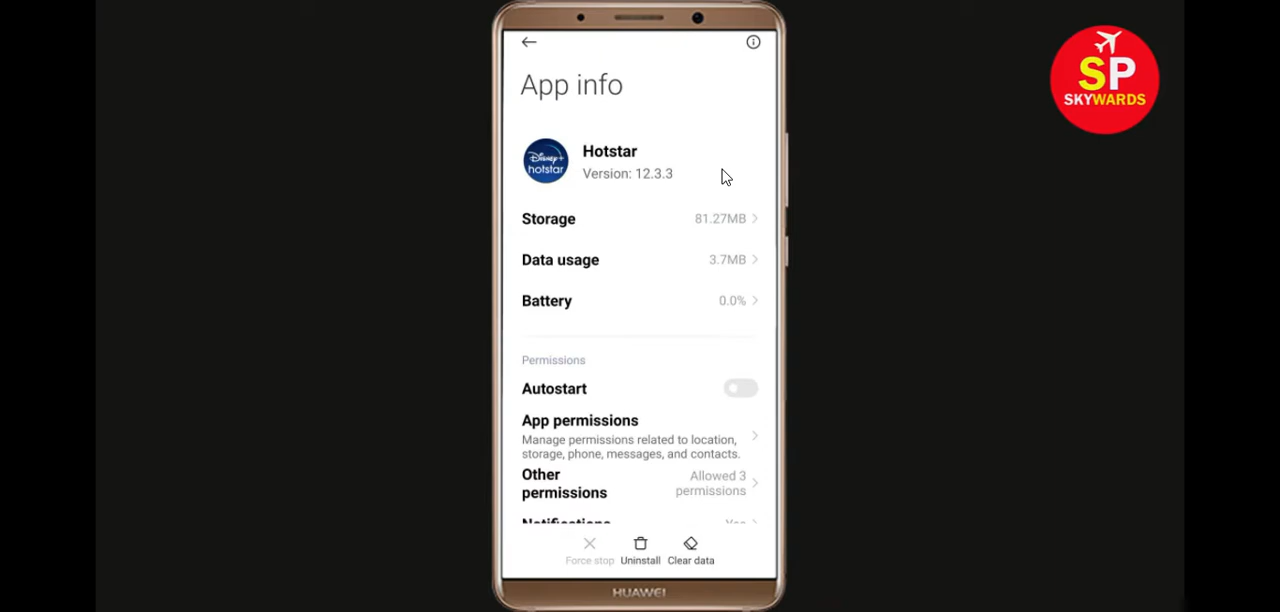 SP
SKYWARDS
App info
Disney+
hotstar
Hotstar
Version: 12.3.3
Storage 81.27MB
Data usage 3.7MB
Battery 0.0%
Permissions
Autostart
App permissions
Manage permissions related to location,
storage, phone, messages, and contacts.
Other
permissions
Allowed 3
permissions
Notifications Yes
Force stop Uninstall Clear data
HUAWEI